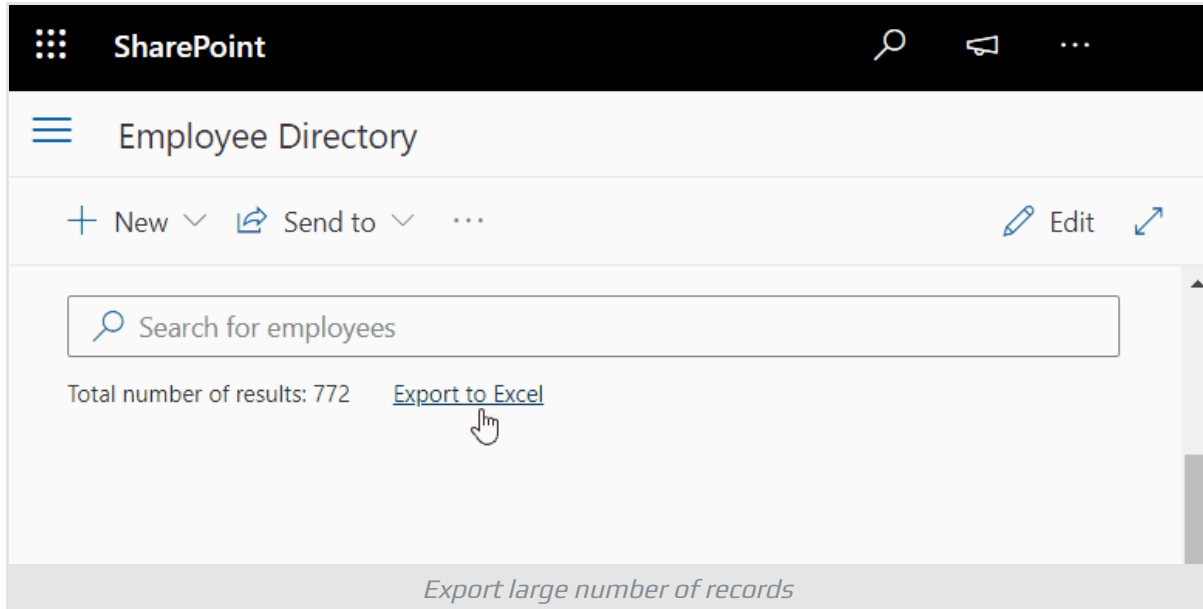 SharePoint
Employee Directory
New Send to Edit
Search for employees
Total number of results: 772 Export to Excel
Export large number of records